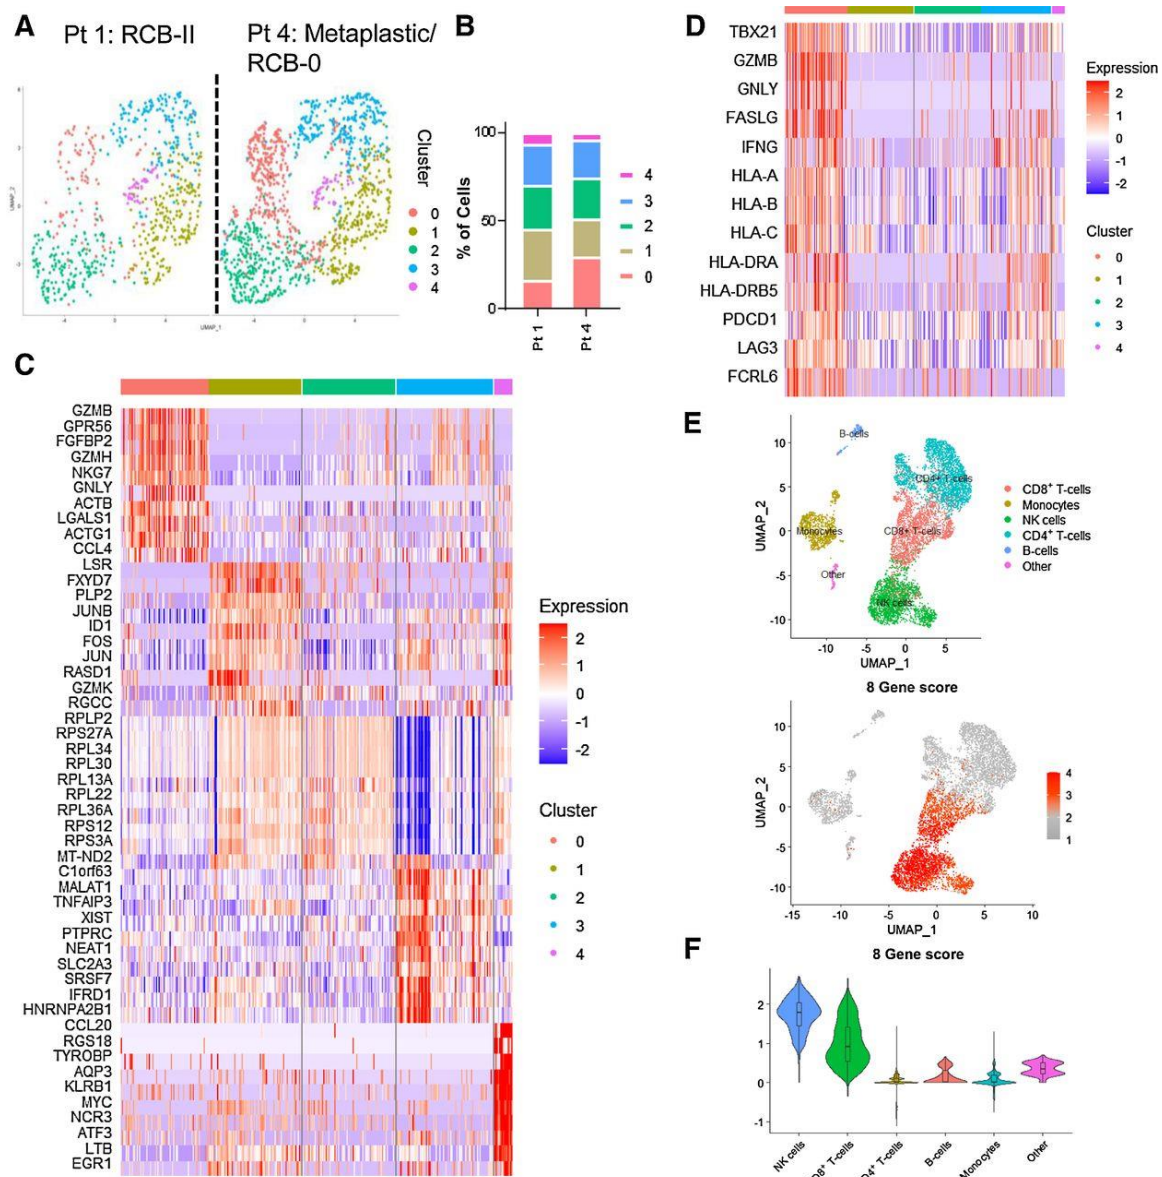 A
Pt 1: RCB-II
Pt 4: Metaplastic/
RCB-0
UMAP_2
-4
0
4
-4
0
4
UMAP_1
Cluster
0
1
2
3
4
B
% of Cells
100
50
0
Pt 1
Pt 4
4
3
2
1
0
C
GZMB
GPR56
FGFBP2
GZMH
NKG7
GNLY
ACTB
LGALS1
ACTG1
CCL4
LSR
FXYD7
PLP2
JUNB
ID1
FOS
JUN
RASD1
GZMK
RGCC
RPLP2
RPS27A
RPL34
RPL30
RPL13A
RPL22
RPL36A
RPS12
RPS3A
MT-ND2
C1orf63
MALAT1
TNFAIP3
XIST
PTPRC
NEAT1
SLC2A3
SRSF7
IFRD1
HNRNPA2B1
CCL20
RGS18
TYROBP
AQP3
KLRB1
MYC
NCR3
ATF3
LTB
EGR1
Expression
2
1
0
-1
-2
Cluster
0
1
2
3
4
D
TBX21
GZMB
GNLY
FASLG
IFNG
HLA-A
HLA-B
HLA-C
HLA-DRA
HLA-DRB5
PDCD1
LAG3
FCRL6
Expression
2
1
0
-1
-2
Cluster
0
1
2
3
4
E
UMAP_2
10
5
0
-5
-10
B-cells
CD4+ T-cells
Monocytes
CD8+ T-cells
Other
NK cells
-10
-5
0
5
UMAP_1
CD8⁺ T-cells
Monocytes
NK cells
CD4⁺ T-cells
B-cells
Other
8 Gene score
UMAP_2
10
5
0
-5
-10
-15
-10
-5
0
5
10
UMAP_1
4
3
2
1
F
8 Gene score
2
1
0
-1
NK cells
CD8⁺ T-cells
CD4⁺ T-cells
B-cells
Monocytes
Other